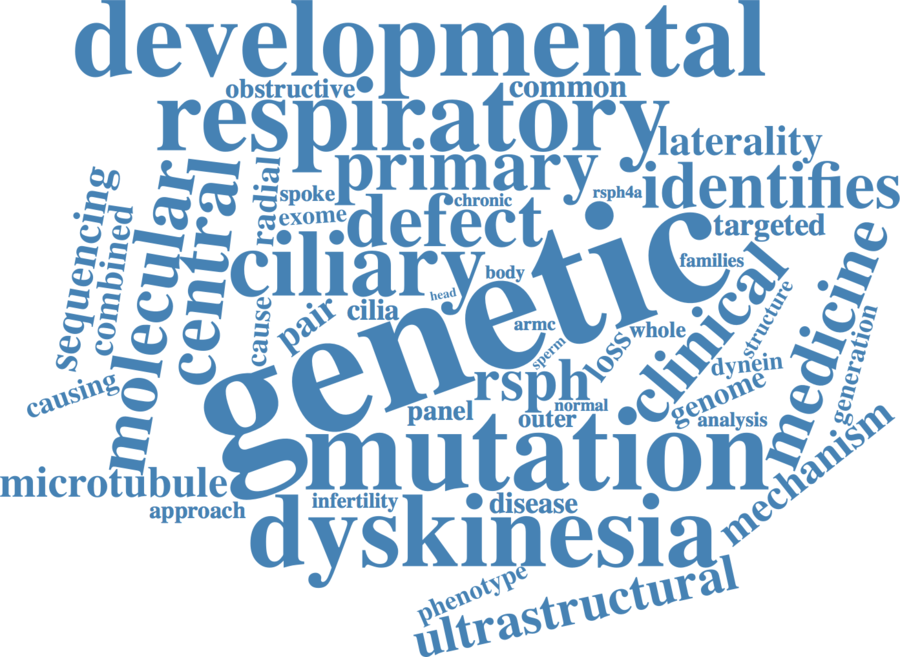 developmental
obstructive common
respiratory
laterality
primary
identifies
sequencing
combined
molecular
central
radial
spoke
chronic
rsph4a
exome
defect
targeted
ciliary
genetic
families
body
head
cause
pair
cilia
armc
whole
sperm
loss
clinical
structure
medicine
generation
causing
rsph
dynein
genome
panel
normal
outer
analysis
mutation
mechanism
microtubule
infertility
disease
approach
dyskinesia
phenotype
ultrastructural